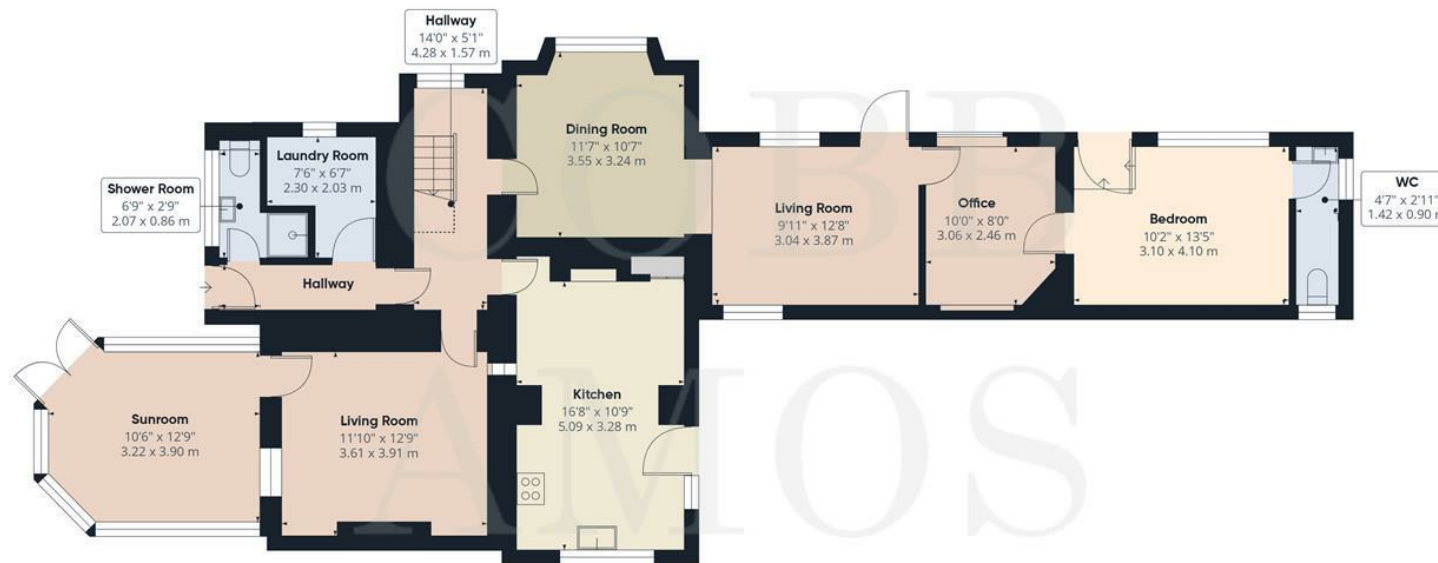 Hallway
14'0" x 5'1"
4.28 x 1.57 m
Dining Room
11'7" x 10'7"
3.55 x 3.24 m
Laundry Room
7'6" x 6'7"
2.30 x 2.03 m
Shower Room
6'9" x 2'9"
2.07 x 0.86 m
Living Room
9'11" x 12'8"
3.04 x 3.87 m
Office
10'0" x 8'0"
3.06 x 2.46 m
Bedroom
10'2" x 13'5"
3.10 x 4.10 m
WC
4'7" x 2'11"
1.42 x 0.90 m
Hallway
Sunroom
10'6" x 12'9"
3.22 x 3.90 m
Living Room
11'10" x 12'9"
3.61 x 3.91 m
Kitchen
16'8" x 10'9"
5.09 x 3.28 m
COBB
AMOS